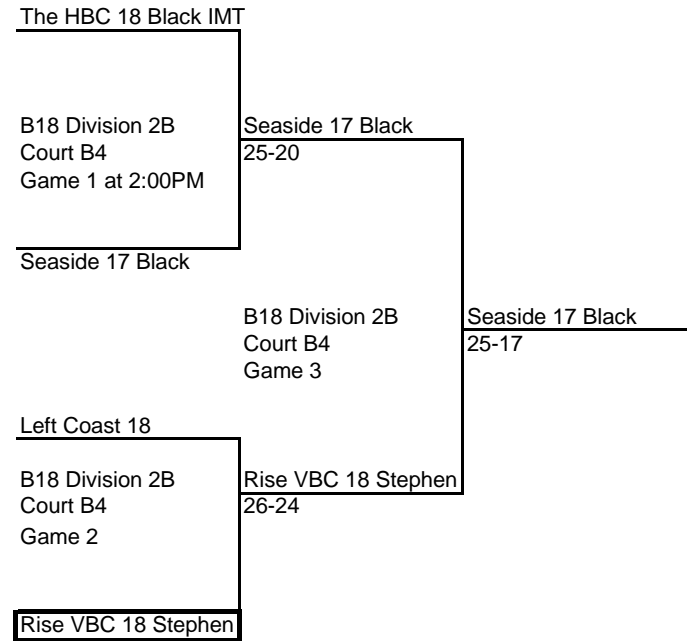 The HBC 18 Black IMT
B18 Division 2B
Court B4
Game 1 at 2:00PM
Seaside 17 Black
25-20
Seaside 17 Black
B18 Division 2B
Court B4
Game 3
Seaside 17 Black
25-17
Left Coast 18
B18 Division 2B
Court B4
Game 2
Rise VBC 18 Stephen
26-24
Rise VBC 18 Stephen